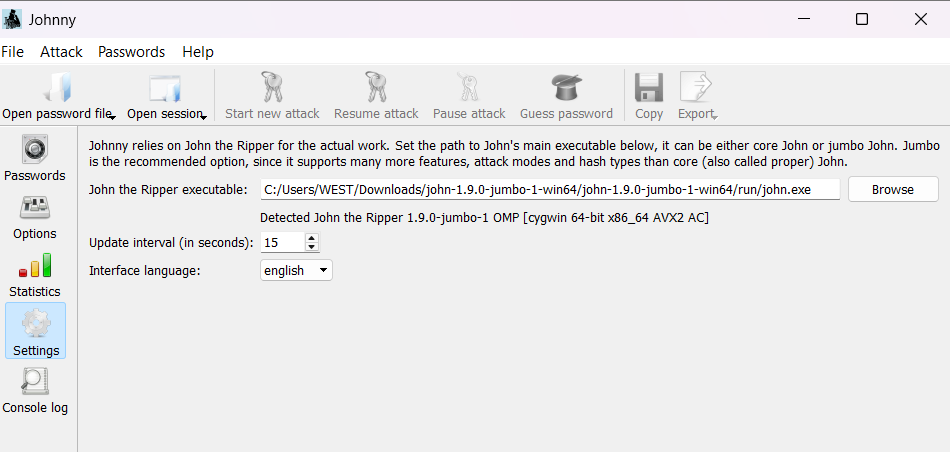 Johnny
File Attack Passwords Help
Open password file Open session Start new attack Resume attack Pause attack Guess password Copy Export
Passwords
Options
Statistics
Settings
Console log
Johnny relies on John the Ripper for the actual work. Set the path to John's main executable below, it can be either core John or jumbo John. Jumbo
is the recommended option, since it supports many more features, attack modes and hash types than core (also called proper) John.
John the Ripper executable: C:/Users/WEST/Downloads/john-1.9.0-jumbo-1-win64/john-1.9.0-jumbo-1-win64/run/john.exe Browse
Detected John the Ripper 1.9.0-jumbo-1 OMP [cygwin 64-bit x86_64 AVX2 AC]
Update interval (in seconds): 15
Interface language: english